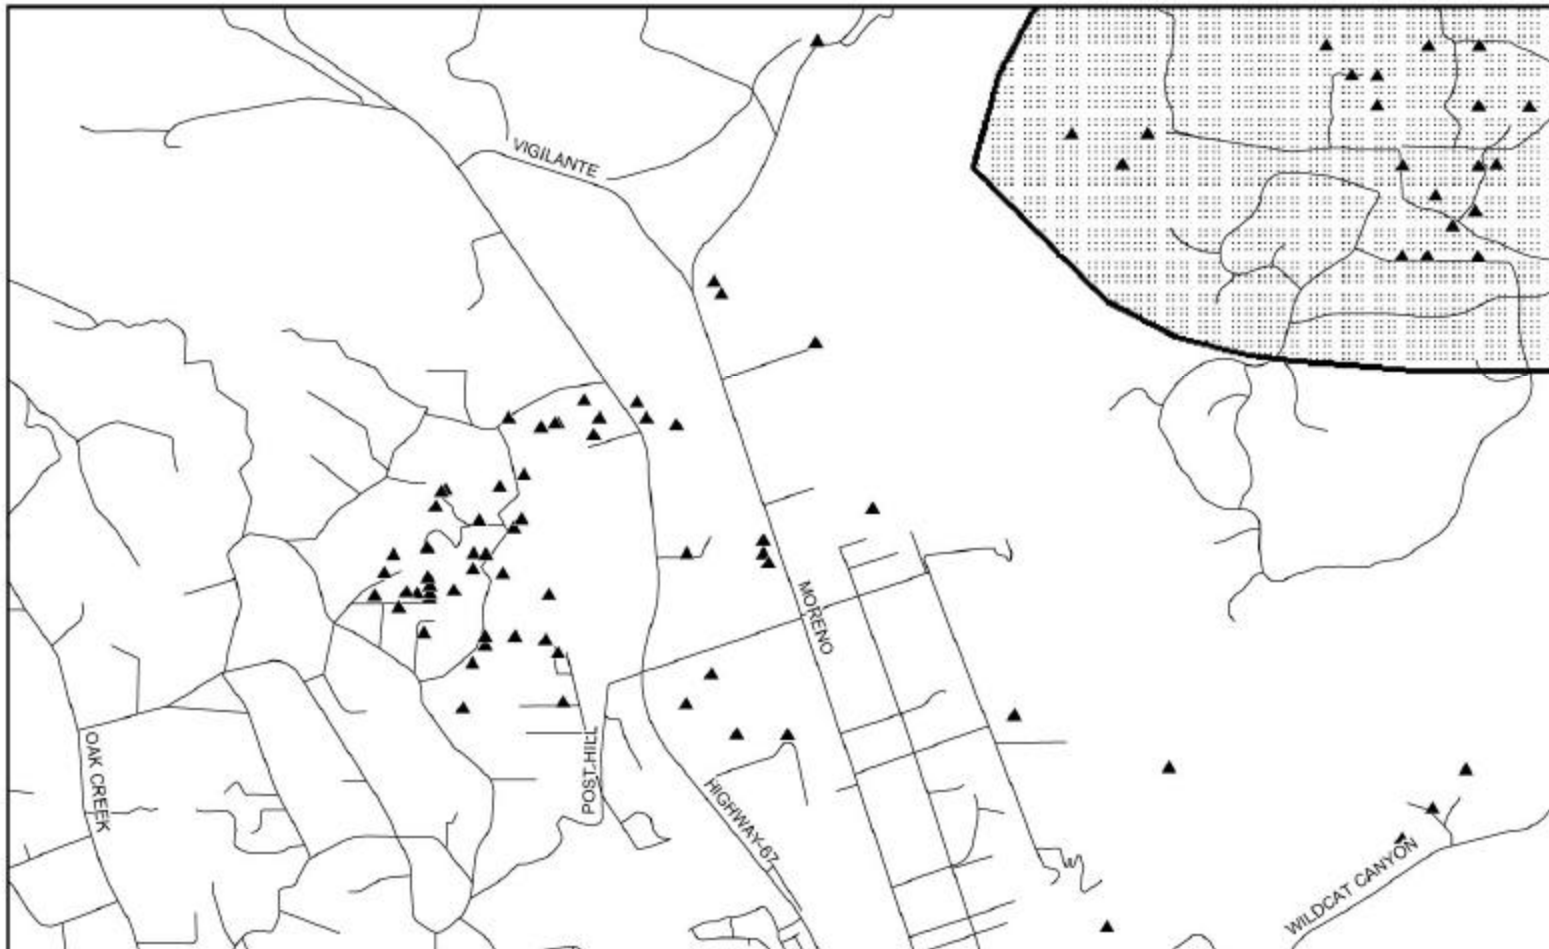 VIGILANTE
MORENO
OAK CREEK
POST HILL
HIGHWAY 67
WILDCAT CANYON